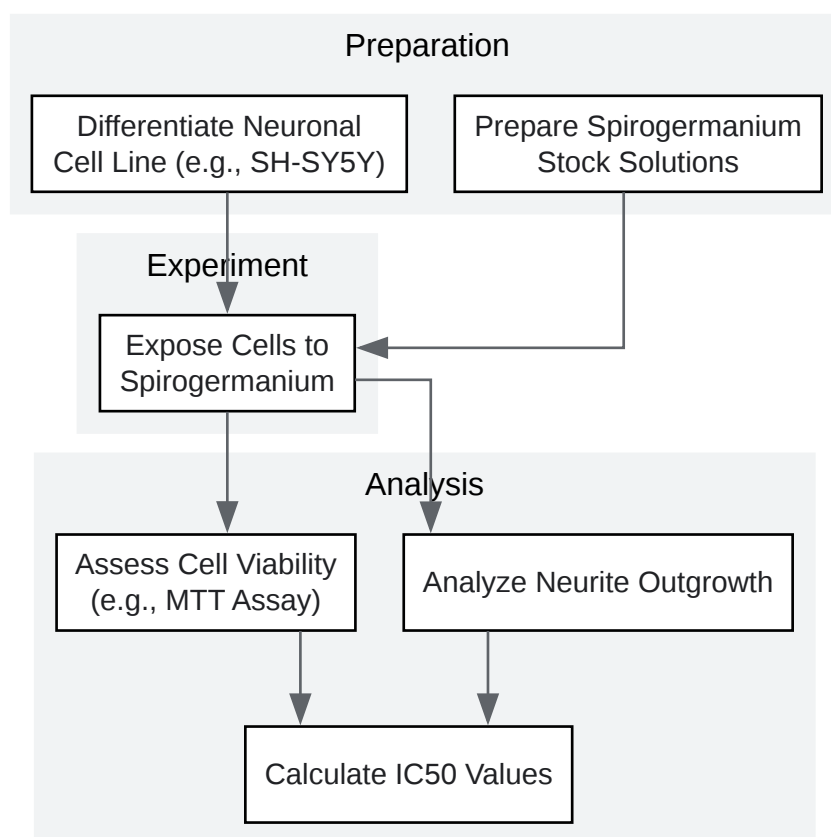 Preparation
Differentiate Neuronal
Cell Line (e.g., SH-SY5Y)
Prepare Spirogermanium
Stock Solutions
Experiment
Expose Cells to
Spirogermanium
Analysis
Assess Cell Viability
(e.g., MTT Assay)
Analyze Neurite Outgrowth
Calculate IC50 Values